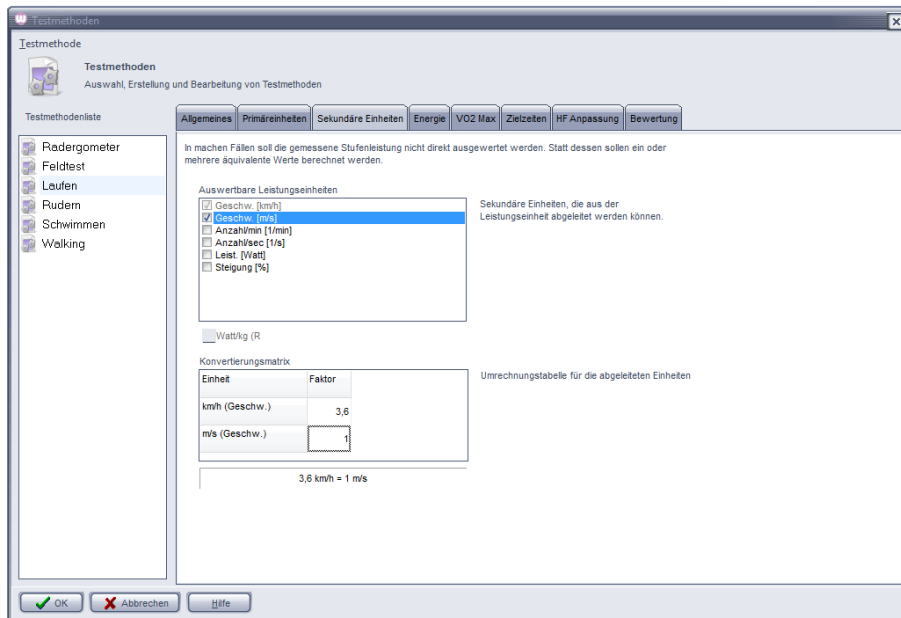 Testmethoden
Testmethode
Testmethoden
Auswahl, Erstellung und Bearbeitung von Testmethoden
Testmethodenliste
Allgemeines Primäreinheiten Sekundäre Einheiten Energie VO2 Max Zielzeiten HF Anpassung Bewertung
Radergometer
Feldtest
Laufen
Rudern
Schwimmen
Walking
In machen Fällen soll die gemessene Stufenleistung nicht direkt ausgewertet werden. Statt dessen sollen ein oder
mehrere äquivalente Werte berechnet werden.
Auswertbare Leistungseinheiten
Geschw. [km/h]
Geschw. [m/s]
Anzahl/min [1/min]
Anzahl/sec [1/s]
Leist. [Watt]
Steigung [%]
Sekundäre Einheiten, die aus der
Leistungseinheit abgeleitet werden können.
Watt/kg (R
Konvertierungsmatrix
Einheit Faktor
km/h (Geschw.) 3,6
m/s (Geschw.) 1
Umrechnungstabelle für die abgeleiteten Einheiten
3,6 km/h = 1 m/s
OK Abbrechen Hilfe